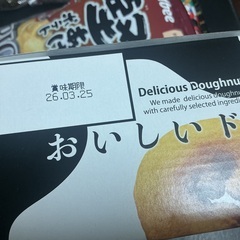 賞味期限
26.03.25
Delicious Doughnu
We made delicious doughnu
with carefully selected ingredi
おいしいド